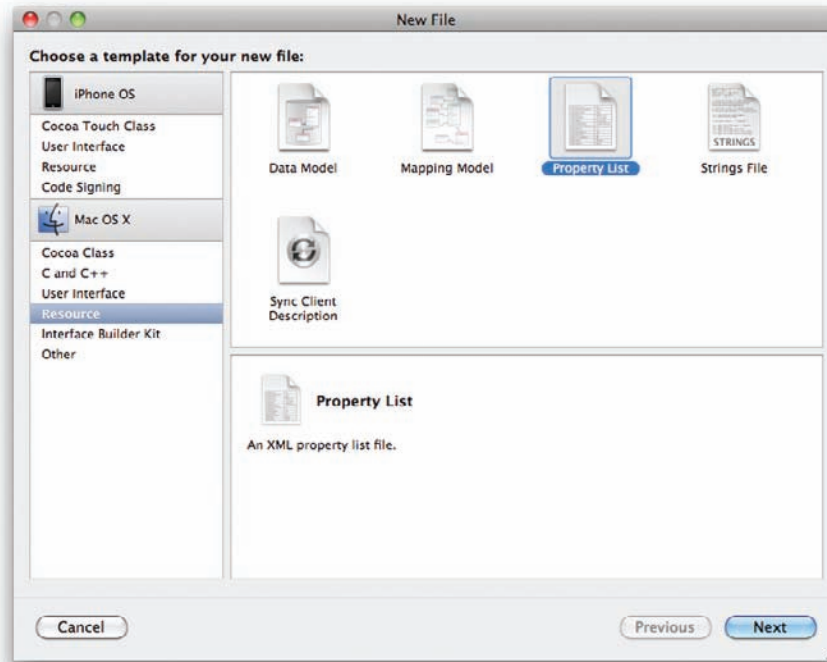 New File
Choose a template for your new file:
iPhone OS
Cocoa Touch Class
User Interface
Resource
Code Signing
Mac OS X
Cocoa Class
C and C++
User Interface
Resource
Interface Builder Kit
Other
Data Model
Mapping Model
Property List
STRINGS
Strings File
Sync Client
Description
Property List
An XML property list file.
Cancel
Previous
Next